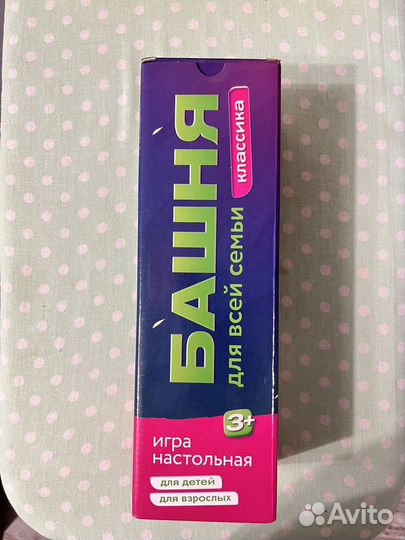 БАШНЯ
для всей семьи
классика
3+
игра
настольная
для детей
для взрослых
Avito